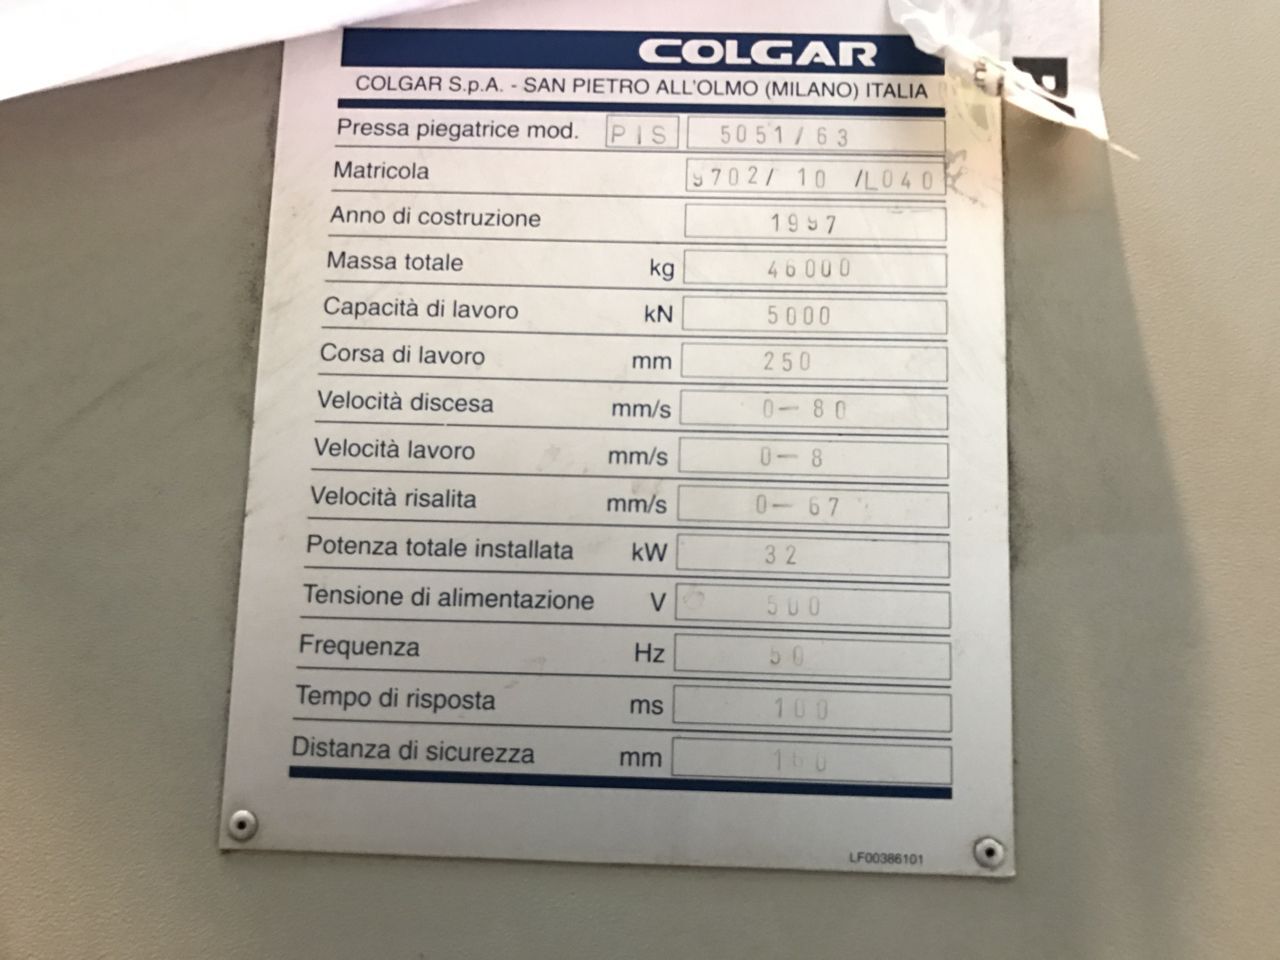 COLGAR
COLGAR S.p.A. - SAN PIETRO ALL'OLMO (MILANO) ITALIA
Pressa piegatrice mod. PIS 5051/63
Matricola 9702/ 10 /L040
Anno di costruzione 1997
Massa totale kg 46000
Capacità di lavoro kN 5000
Corsa di lavoro mm 250
Velocità discesa mm/s 0- 80
Velocità lavoro mm/s 0- 8
Velocità risalita mm/s 0- 67
Potenza totale installata kW 32
Tensione di alimentazione V 500
Frequenza Hz 50
Tempo di risposta ms 100
Distanza di sicurezza mm 160
LF00386101